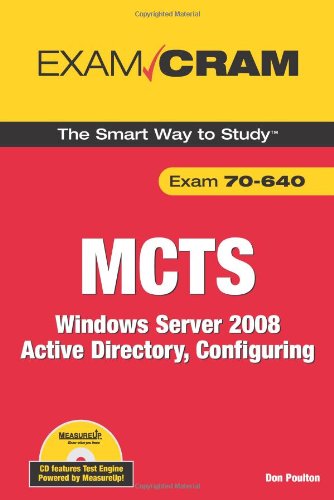 EXAM CRAM
The Smart Way to Study™
Exam 70-640
MCTS
Windows Server 2008
Active Directory, Configuring
MEASUREUP
CD features Test Engine
Powered by MeasureUp!
Don Poulton